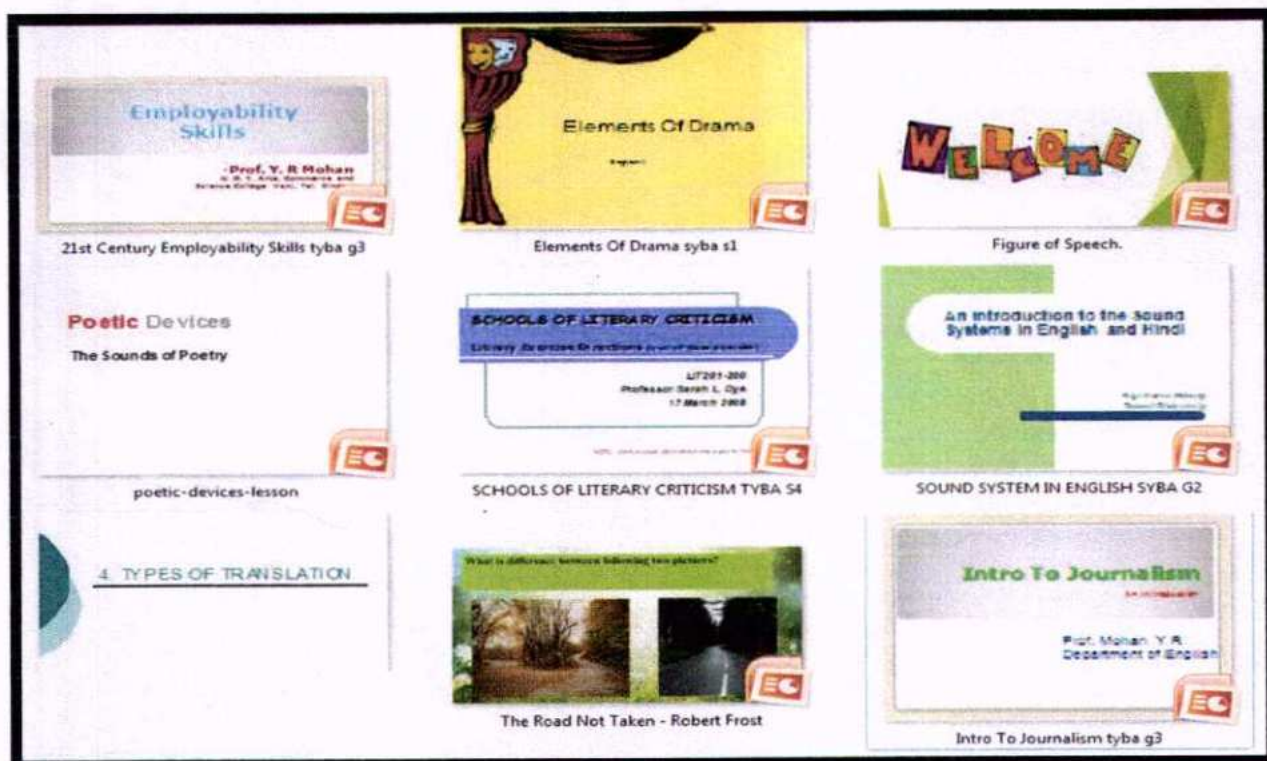 Employability
Skills
-Prof. Y. R Mohan
21st Century Employability Skills tyba g3
Elements Of Drama
Elements Of Drama syba s1
WELCOME
Figure of Speech.
Poetic Devices
The Sounds of Poetry
poetic-devices-lesson
SCHOOLS OF LITERARY CRITICISM
LIT201-200
Professor Sarah L. Dye
17 March 2008
SCHOOLS OF LITERARY CRITICISM TYBA S4
An Introduction to the Sound
Systems in English and Hindi
SOUND SYSTEM IN ENGLISH SYBA G2
4. TYPES OF TRANSLATION
What is difference between following two pictures?
The Road Not Taken - Robert Frost
Intro To Journalism
Prof. Mohan. Y R.
Department of English
Intro To Journalism tyba g3